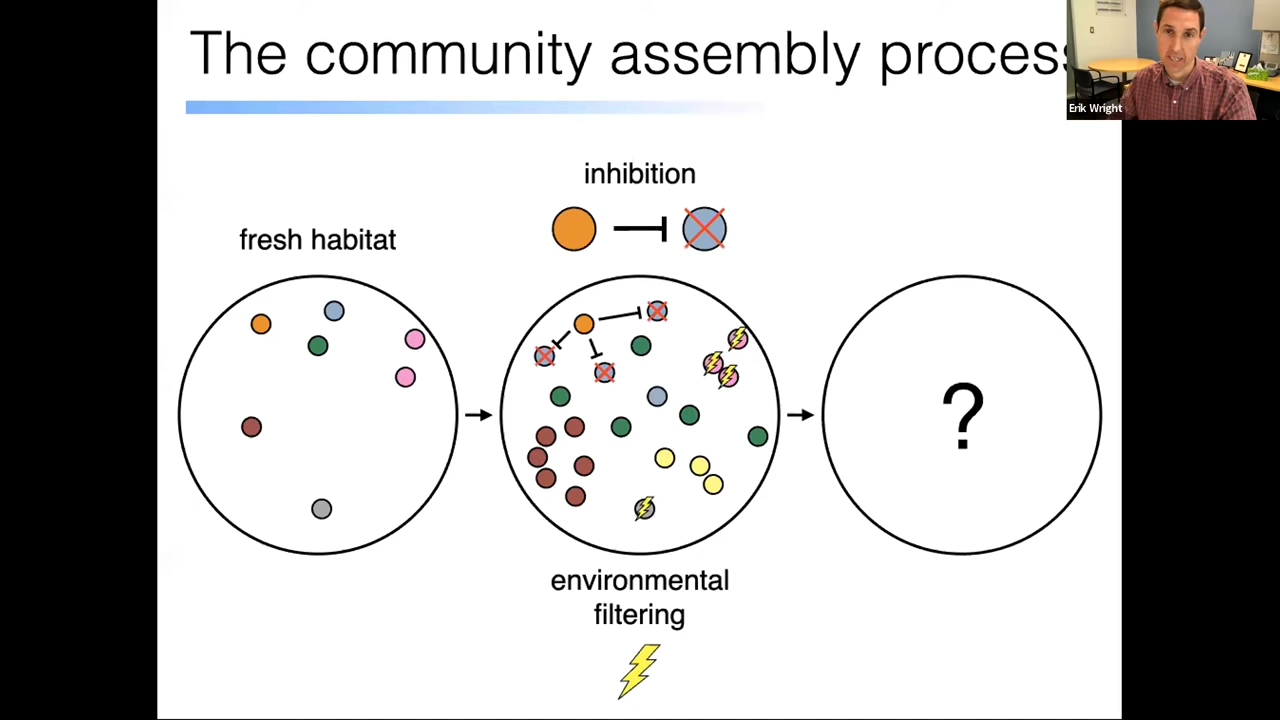 The community assembly process
Erik Wright
inhibition
fresh habitat
?
environmental
filtering